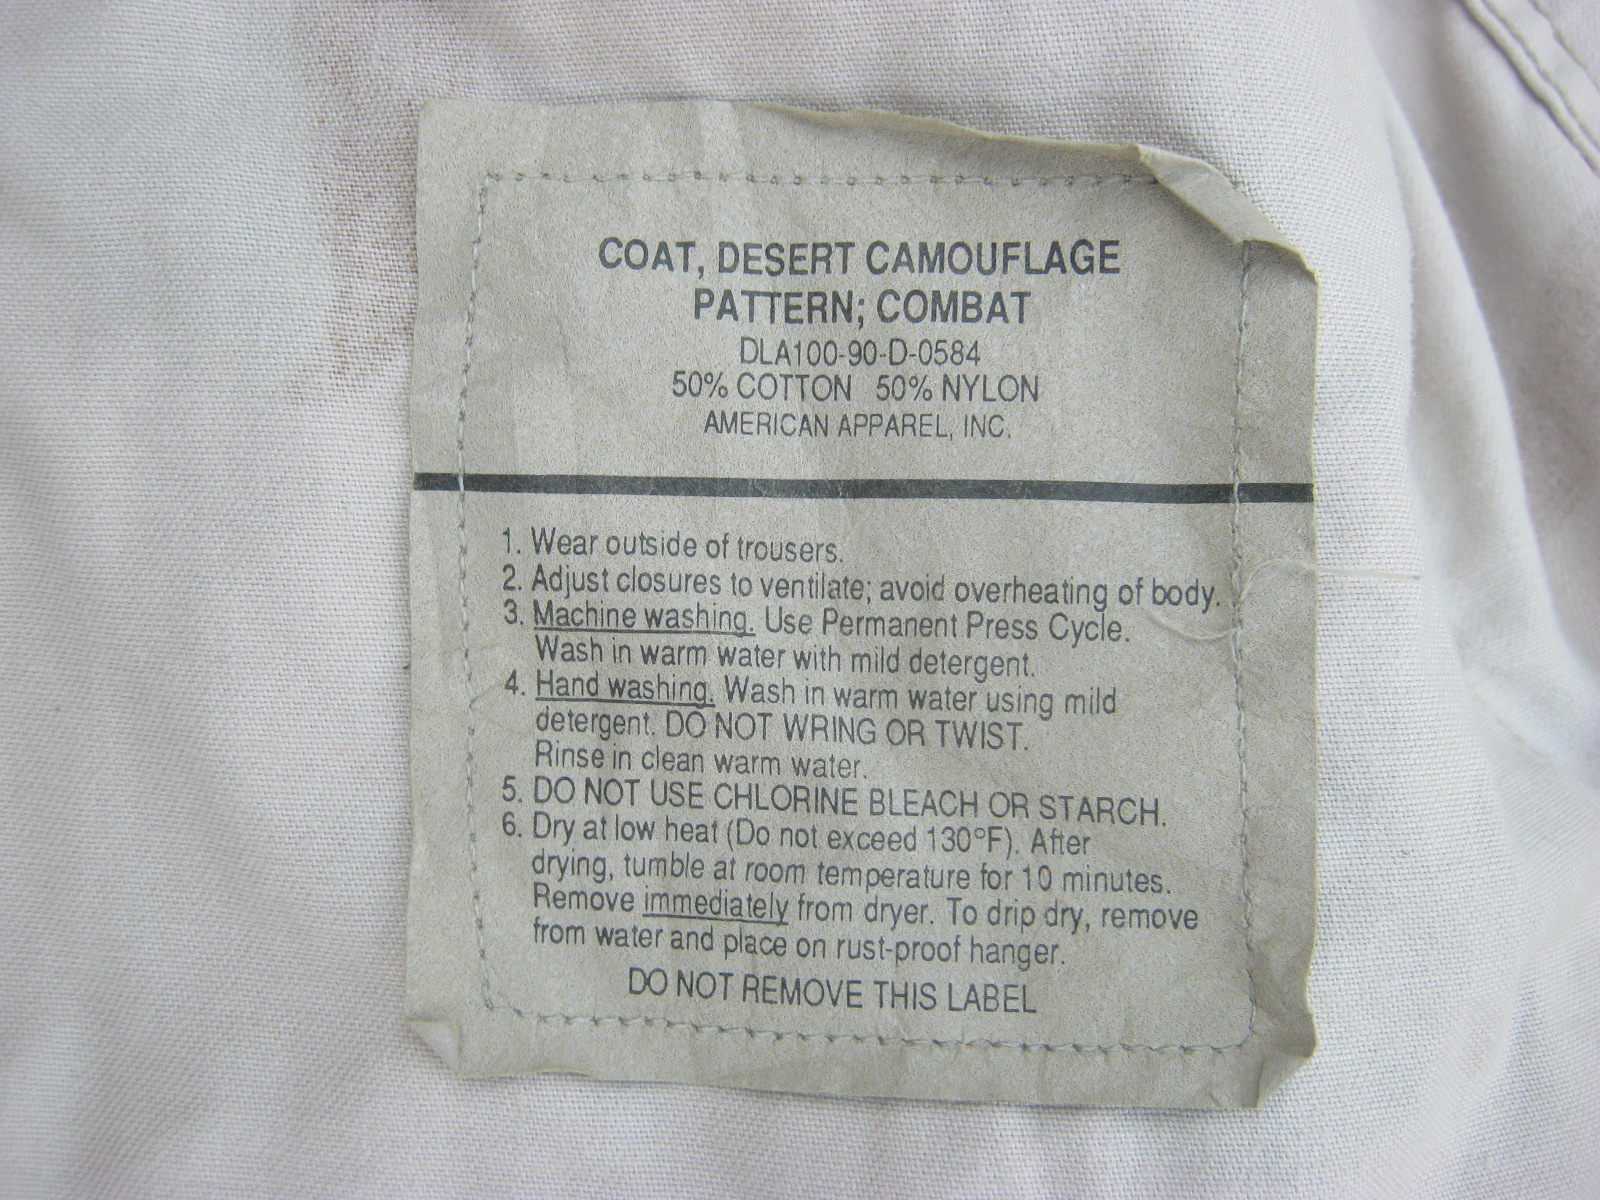 COAT, DESERT CAMOUFLAGE
PATTERN; COMBAT
DLA100-90-D-0584
50% COTTON 50% NYLON
AMERICAN APPAREL, INC.
1. Wear outside of trousers.
2. Adjust closures to ventilate; avoid overheating of body.
3. Machine washing. Use Permanent Press Cycle.
Wash in warm water with mild detergent.
4. Hand washing. Wash in warm water using mild
detergent. DO NOT WRING OR TWIST.
Rinse in clean warm water.
5. DO NOT USE CHLORINE BLEACH OR STARCH.
6. Dry at low heat (Do not exceed 130°F). After
drying, tumble at room temperature for 10 minutes.
Remove immediately from dryer. To drip dry, remove
from water and place on rust-proof hanger.
DO NOT REMOVE THIS LABEL